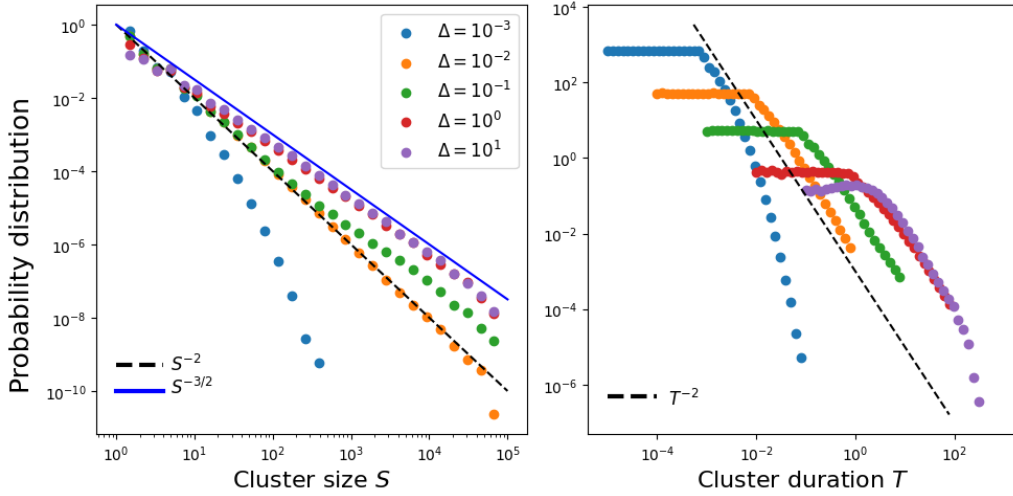 Probability distribution
10^0
10^{-2}
10^{-4}
10^{-6}
10^{-8}
10^{-10}
Δ = 10^{-3}
Δ = 10^{-2}
Δ = 10^{-1}
Δ = 10^0
Δ = 10^1
S^{-2}
S^{-3/2}
10^0 10^1 10^2 10^3 10^4 10^5
Cluster size S
10^4
10^2
10^0
10^{-2}
10^{-4}
10^{-6}
T^{-2}
10^{-4} 10^{-2} 10^0 10^2
Cluster duration T